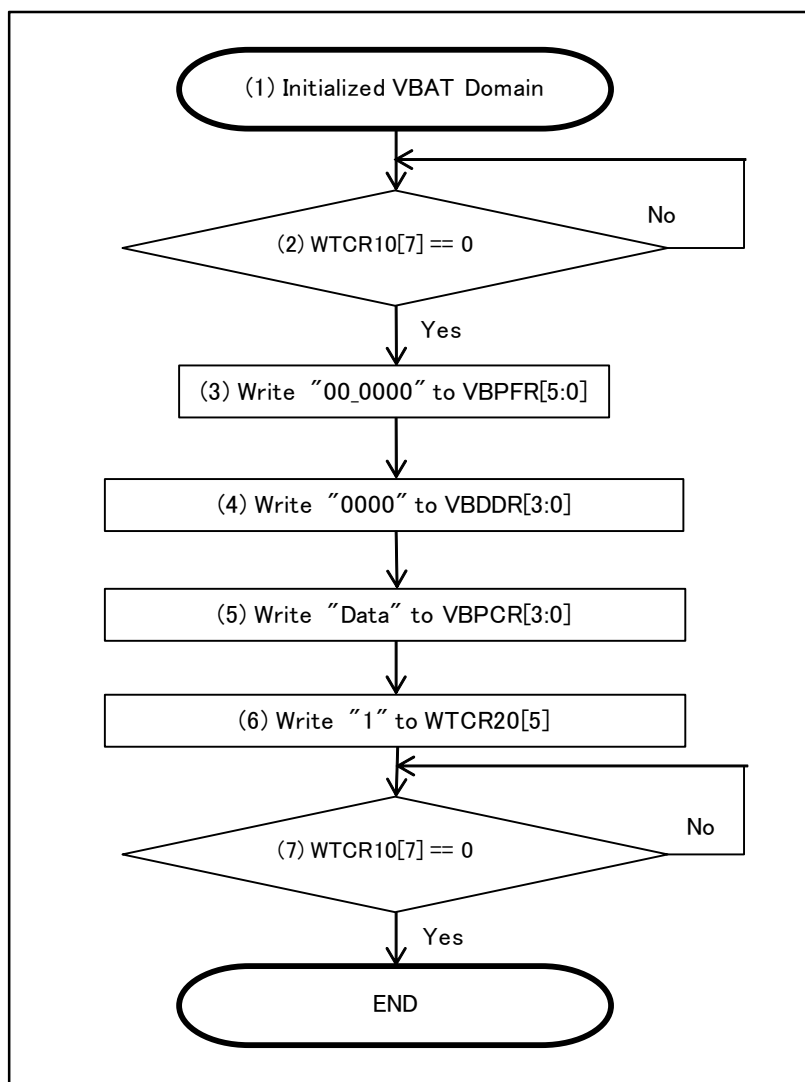 (1) Initialized VBAT Domain
No
(2) WTCR10[7] == 0
Yes
(3) Write "00_0000" to VBPFR[5:0]
(4) Write "0000" to VBDDR[3:0]
(5) Write "Data" to VBPCR[3:0]
(6) Write "1" to WTCR20[5]
No
(7) WTCR10[7] == 0
Yes
END